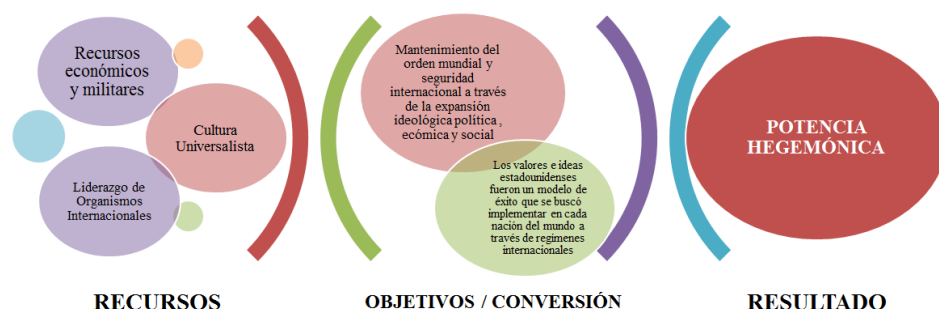 Recursos
económicos
y militares
Cultura
Universalista
Liderazgo de
Organismos
Internacionales
RECURSOS
Mantenimiento del
orden mundial y
seguridad
internacional a través
de la expansión
ideológica política ,
ecómica y social
Los valores e ideas
estadounidenses
fueron un modelo de
éxito que se buscó
implementar en cada
nación del mundo a
través de regímenes
internacionales
OBJETIVOS / CONVERSIÓN
POTENCIA
HEGEMÓNICA
RESULTADO